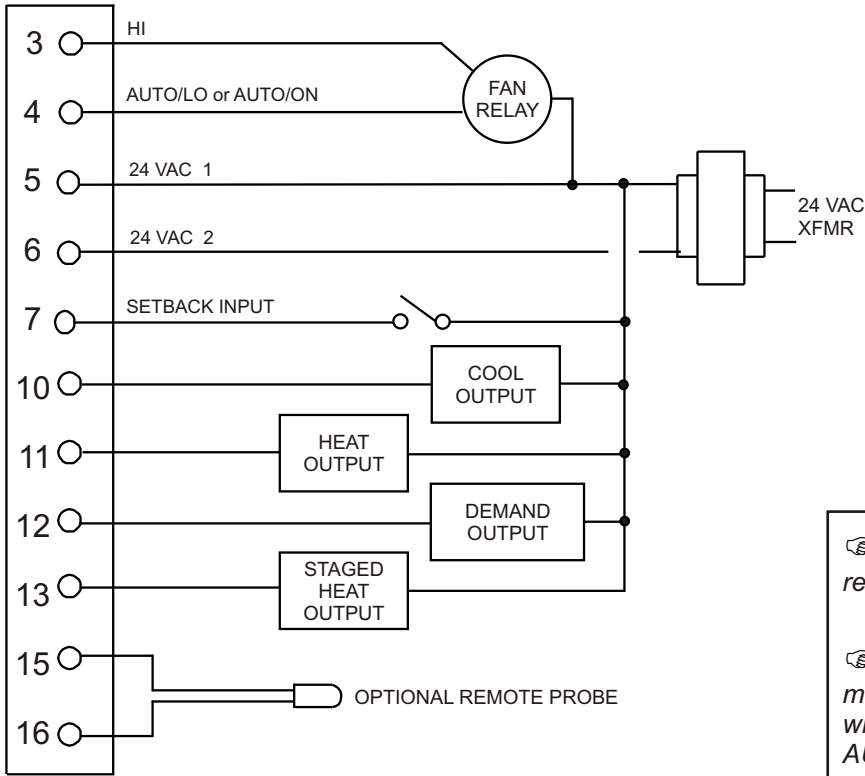 3
HI
4
AUTO/LO or AUTO/ON
FAN
RELAY
5
24 VAC 1
24 VAC
XFMR
6
24 VAC 2
7
SETBACK INPUT
10
COOL
OUTPUT
11
HEAT
OUTPUT
12
DEMAND
OUTPUT
13
STAGED
HEAT
OUTPUT
15
OPTIONAL REMOTE PROBE
16
☞
re
☞
m
AU